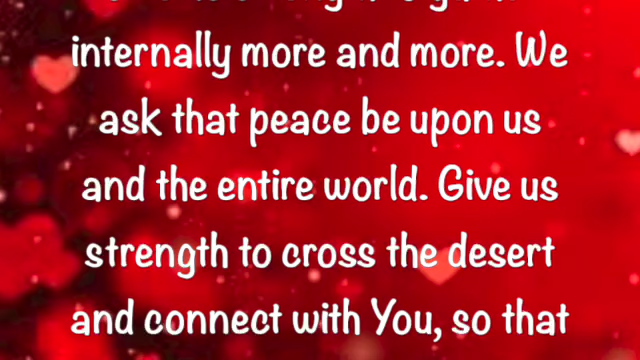 internally more and more. We
ask that peace be upon us
and the entire world. Give us
strength to cross the desert
and connect with You, so that